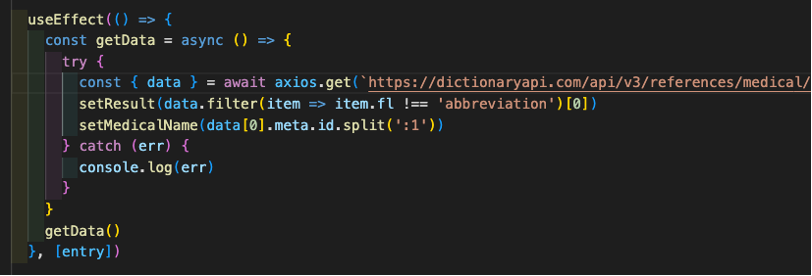 useEffect(() => {
const getData = async () => {
try {
const { data } = await axios.get(`https://dictionaryapi.com/api/v3/references/medical/
setResult(data.filter(item => item.fl !== 'abbreviation')[0])
setMedicalName(data[0].meta.id.split(':1'))
} catch (err) {
console.log(err)
}
}
getData()
}, [entry])